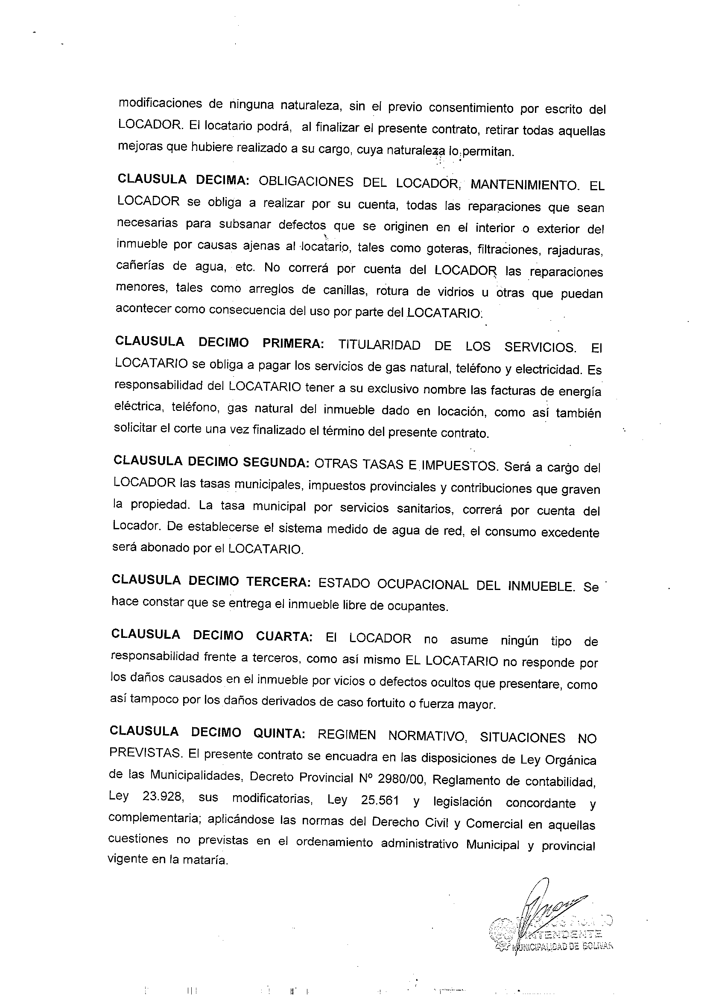 modificaciones de ninguna naturaleza, sin el previo consentimiento por escrito del
LOCADOR. El locatario podrá, al finalizar el presente contrato, retirar todas aquellas
mejoras que hubiere realizado a su cargo, cuya naturaleza lo permitan.
CLAUSULA DECIMA: OBLIGACIONES DEL LOCADOR, MANTENIMIENTO. EL
LOCADOR se obliga a realizar por su cuenta, todas las reparaciones que sean
necesarias para subsanar defectos que se originen en el interior o exterior del
inmueble por causas ajenas al locatario, tales como goteras, filtraciones, rajaduras,
cañerías de agua, etc. No correrá por cuenta del LOCADOR las reparaciones
menores, tales como arreglos de canillas, rotura de vidrios u otras que puedan
acontecer como consecuencia del uso por parte del LOCATARIO.
CLAUSULA DECIMO PRIMERA: TITULARIDAD DE LOS SERVICIOS. El
LOCATARIO se obliga a pagar los servicios de gas natural, teléfono y electricidad. Es
responsabilidad del LOCATARIO tener a su exclusivo nombre las facturas de energía
eléctrica, teléfono, gas natural del inmueble dado en locación, como así también
solicitar el corte una vez finalizado el término del presente contrato.
CLAUSULA DECIMO SEGUNDA: OTRAS TASAS E IMPUESTOS. Será a cargo del
LOCADOR las tasas municipales, impuestos provinciales y contribuciones que graven
la propiedad. La tasa municipal por servicios sanitarios, correrá por cuenta del
Locador. De establecerse el sistema medido de agua de red, el consumo excedente
será abonado por el LOCATARIO.
CLAUSULA DECIMO TERCERA: ESTADO OCUPACIONAL DEL INMUEBLE. Se
hace constar que se entrega el inmueble libre de ocupantes.
CLAUSULA DECIMO CUARTA: El LOCADOR no asume ningún tipo de
responsabilidad frente a terceros, como así mismo EL LOCATARIO no responde por
los daños causados en el inmueble por vicios o defectos ocultos que presentare, como
así tampoco por los daños derivados de caso fortuito o fuerza mayor.
CLAUSULA DECIMO QUINTA: REGIMEN NORMATIVO, SITUACIONES NO
PREVISTAS. El presente contrato se encuadra en las disposiciones de Ley Orgánica
de las Municipalidades, Decreto Provincial Nº 2980/00, Reglamento de contabilidad,
Ley 23.928, sus modificatorias, Ley 25.561 y legislación concordante y
complementaria; aplicándose las normas del Derecho Civil y Comercial en aquellas
cuestiones no previstas en el ordenamiento administrativo Municipal y provincial
vigente en la mataría.
INTENDENTE
MUNICIPALIDAD DE BOLIVAR